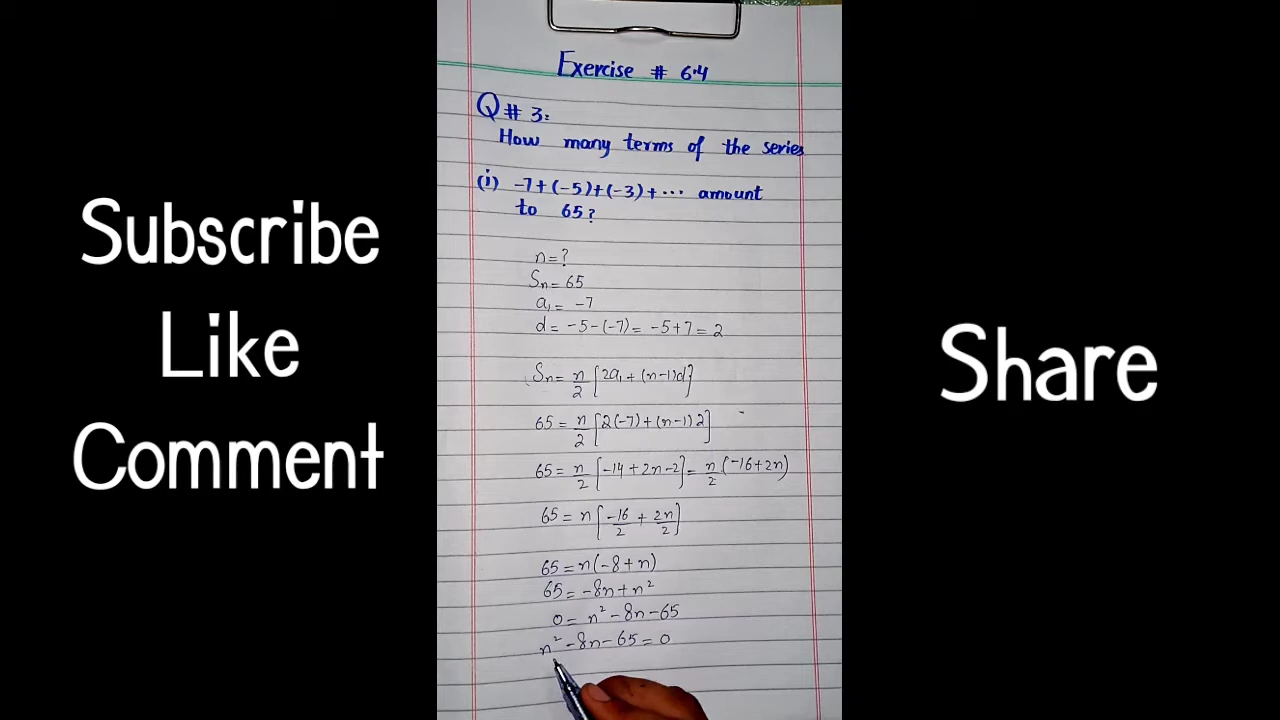 Subscribe
Like
Comment
Exercise # 6.4
Q# 3:
How many terms of the series
(i) -7+(-5)+(-3)+... amount
to 65?
n=?
Sn=65
a₁= -7
d= -5-(-7)= -5+7=2
Sn= n/2 [2a₁+(n-1)d]
65= n/2 [2(-7)+(n-1)2]
65= n/2 [-14+2n-2]= n/2 (-16+2n)
65=n[-16/2 + 2n/2]
65=n(-8+n)
65=-8n+n²
0=n²-8n-65
n²-8n-65=0
Share